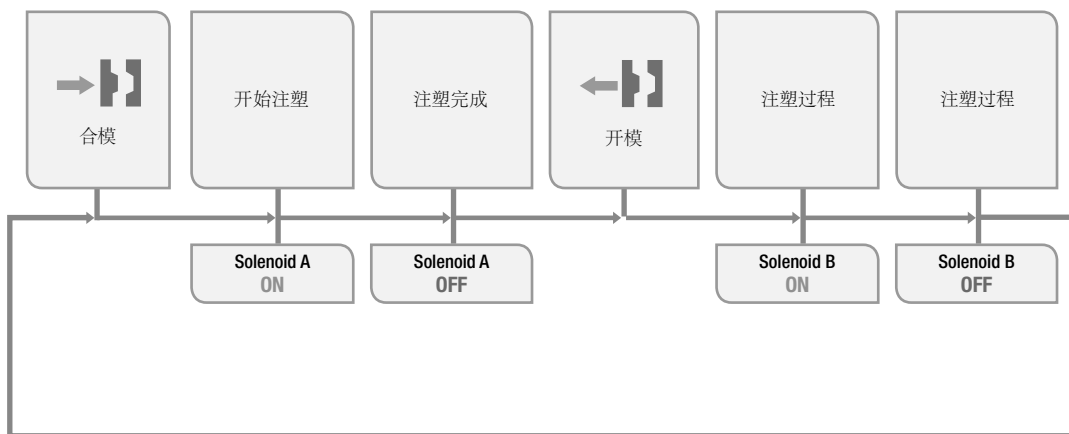 合模
开始注塑
注塑完成
开模
注塑过程
注塑过程
Solenoid A
ON
Solenoid A
OFF
Solenoid B
ON
Solenoid B
OFF